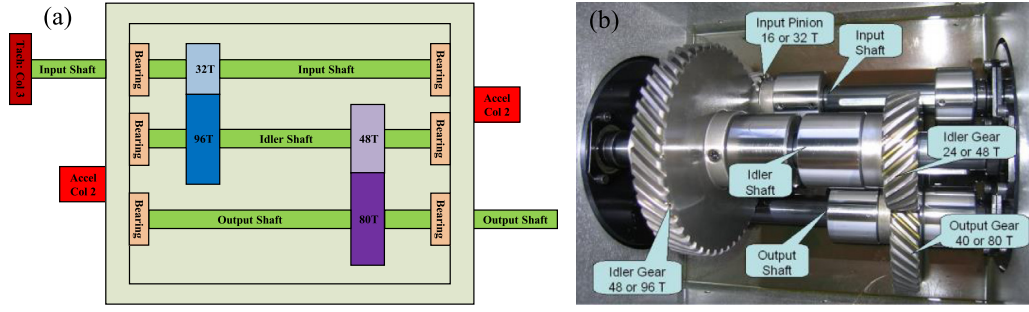 (a)
Tach: Col 3
Input Shaft
Bearing
32T
Input Shaft
Bearing
Accel
Col 2
Bearing
96T
Idler Shaft
48T
Bearing
Accel
Col 2
Bearing
Output Shaft
80T
Bearing
Output Shaft
(b)
Input Pinion
16 or 32 T
Input
Shaft
Idler Gear
24 or 48 T
Idler
Shaft
Output Gear
40 or 80 T
Output
Shaft
Idler Gear
48 or 96 T